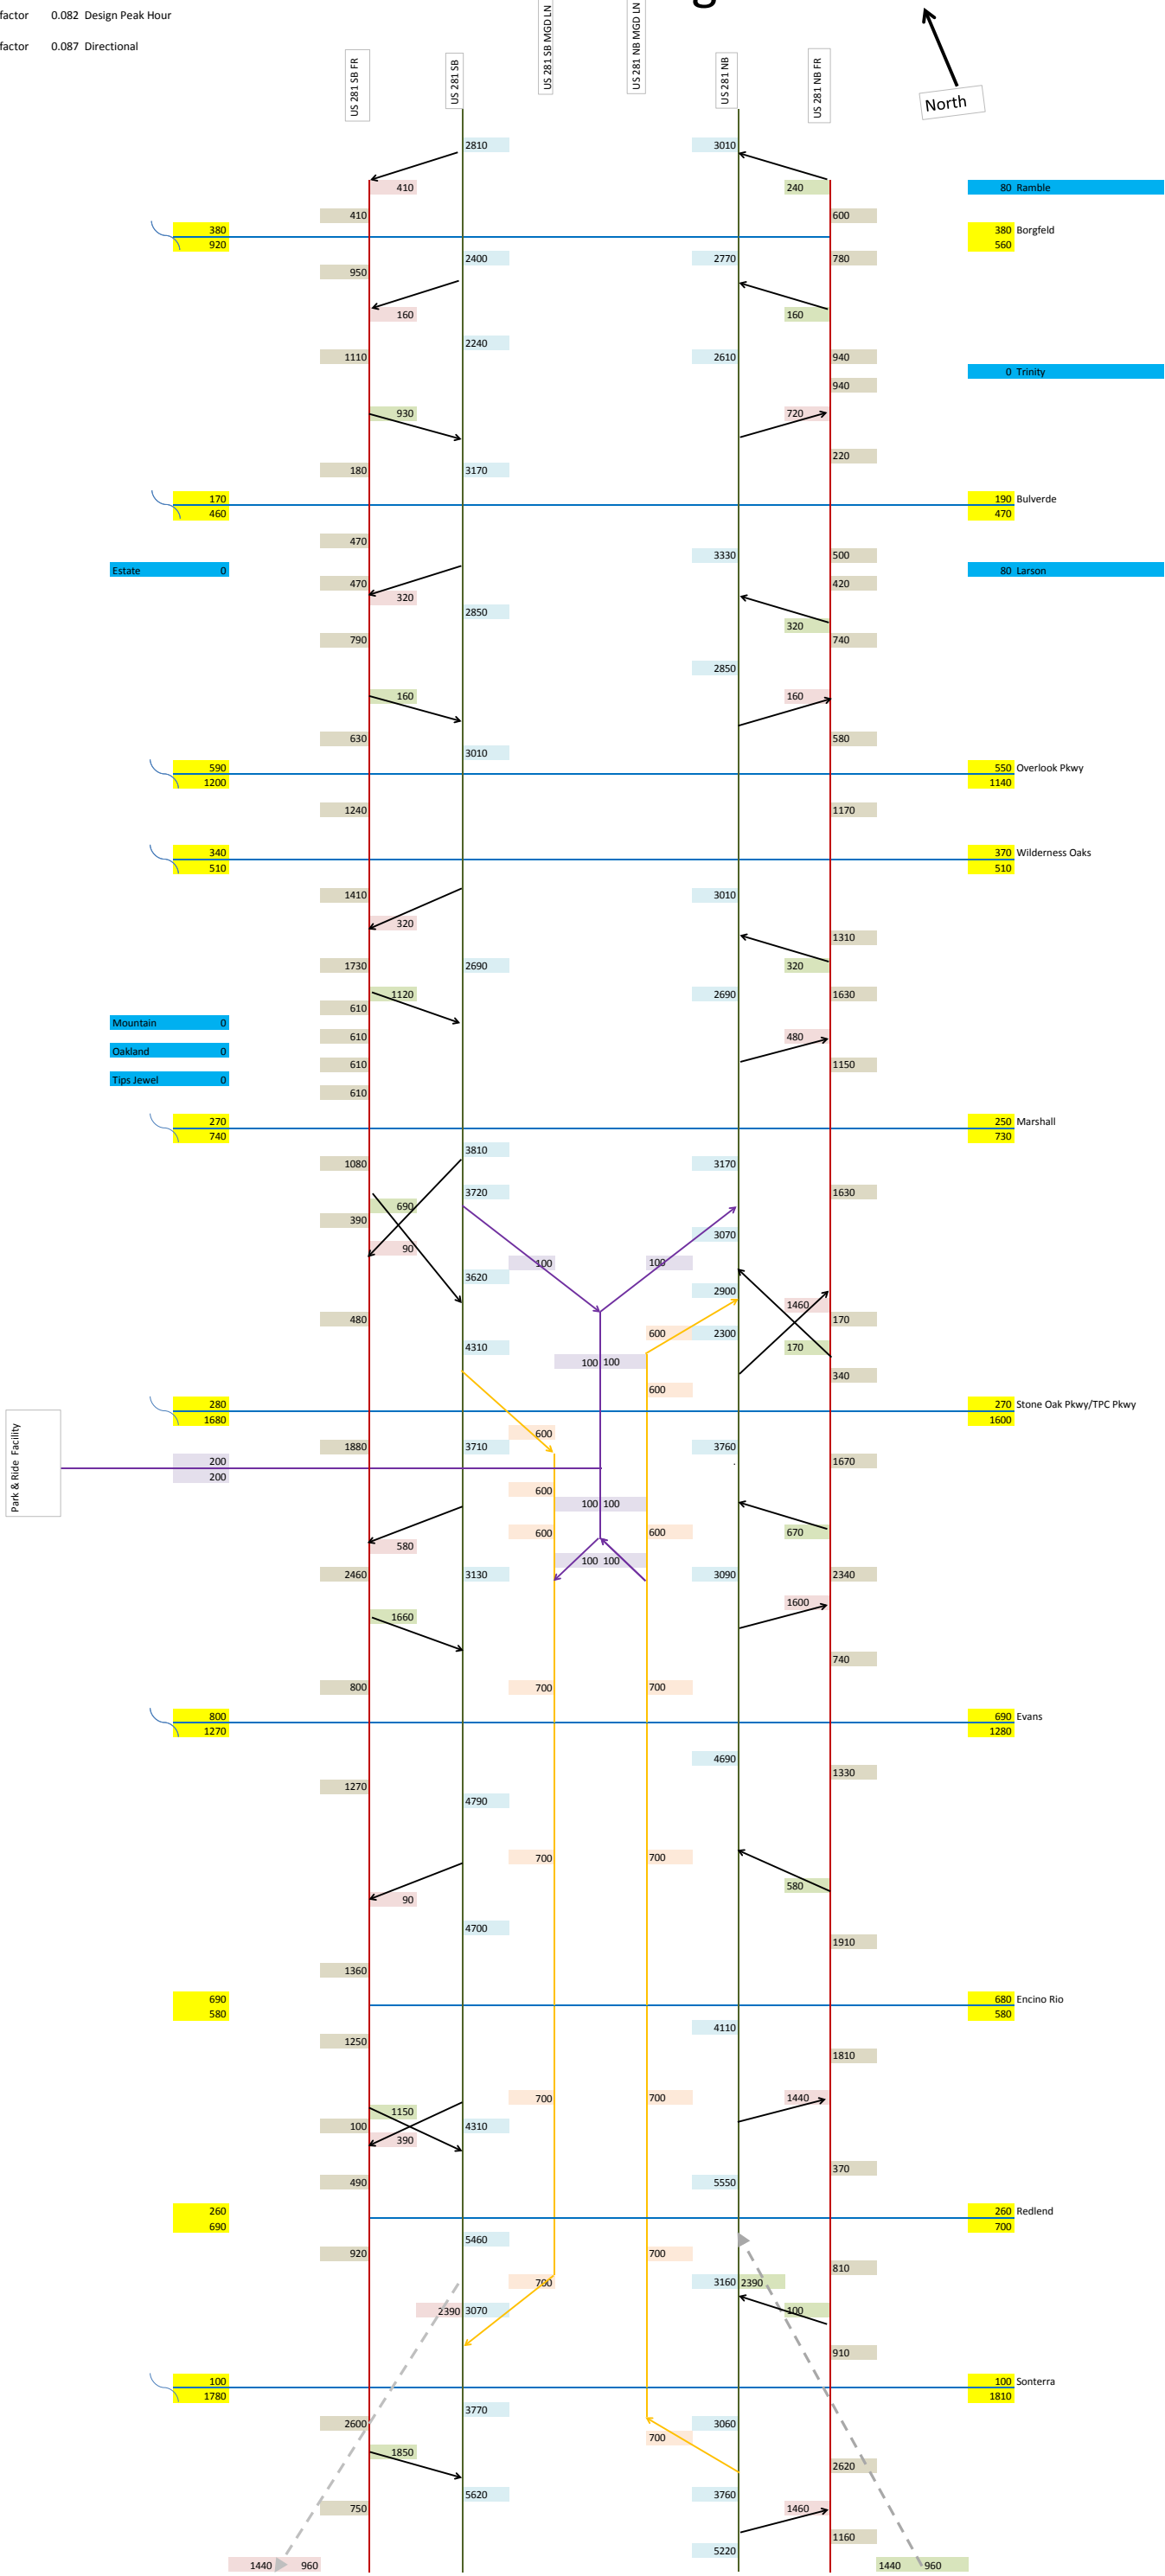 factor 0.082 Design Peak Hour
factor 0.087 Directional
g
US 281 SB FR
US 281 SB
US 281 SB MGD LN
US 281 NB MGD LN
US 281 NB
US 281 NB FR
North
2810 3010
410 240 80 Ramble
410 600
380 380 Borgfeld
920 560
2400 2770 780
950
160 160
2240
1110 2610 940
0 Trinity
940
930 720
220
180 3170
170 190 Bulverde
460 470
470
3330 500
Estate 0 80 Larson
470 420
320
2850
320
790 740
2850
160 160
630 580
3010
590 550 Overlook Pkwy
1200 1140
1240 1170
340 370 Wilderness Oaks
510 510
1410 3010
320
1310
1730 2690 320
1120 2690 1630
610
Mountain 0
610 480
Oakland 0
610 1150
Tips Jewel 0
610
270 250 Marshall
740 730
3810
1080 3170
3720 1630
690
390
3070
90
100 100
3620
2900
1460
480 170
600 2300
4310 170
100 100
340
600
280 270 Stone Oak Pkwy/TPC Pkwy
1680 1600
Park & Ride Facility
600
1880 3710 3760
200 . 1670
200
600
100 100
600 600 670
580
100 100
2460 3130 3090 2340
1600
1660
740
800 700 700
800 690 Evans
1270 1280
4690
1330
1270
4790
700 700
580
90
4700
1910
1360
690 680 Encino Rio
580 580
4110
1250
1810
700 700 1440
1150
100 4310
390
370
490 5550
260 260 Redlend
690 700
5460
920 700
810
700 3160 2390
2390 3070 100
910
100 100 Sonterra
1780 1810
3770
2600 3060
700
1850
2620
5620 3760
750 1460
1160
5220
1440 960 1440 960